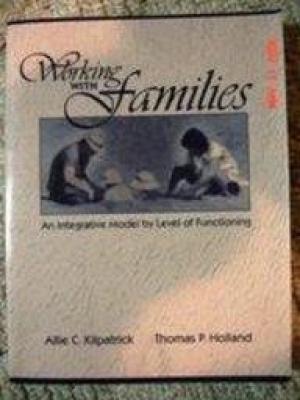 Working
WITH
Families
An Integrative Model by Level of Functioning
Allie C. Kilpatrick Thomas P. Holland